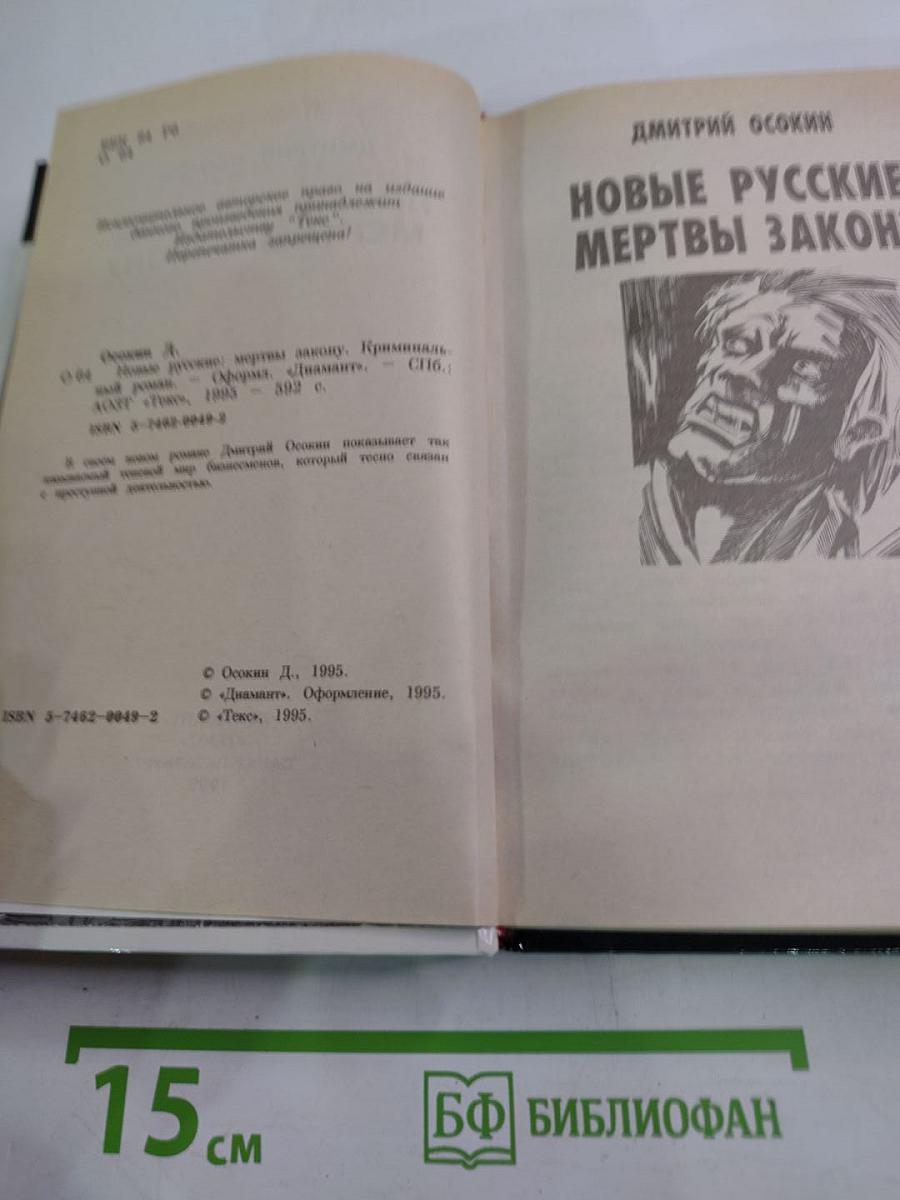 ББК 84 Р6
О 94
Исключительное авторское право на издание
данного произведения принадлежит
Издательству "Текс".
Перепечатка запрещена!
Осокин Д.
О 94 Новые русские: мертвы закону. Криминаль-
ный роман. – Оформл. «Диамант». – СПб.:
АОЗТ «Текс», 1995 – 592 с.
ISBN 5-7462-0049-2
В своем новом романе Дмитрий Осокин показывает так
называемый теневой мир бизнесменов, который тесно связан
с преступной деятельностью.
© Осокин Д., 1995.
© «Диамант». Оформление, 1995.
ISBN 5-7462-0049-2 © «Текс», 1995.
ДМИТРИЙ ОСОКИН
НОВЫЕ РУССКИЕ
МЕРТВЫ ЗАКОН
15 см
БФ БИБЛИОФАН